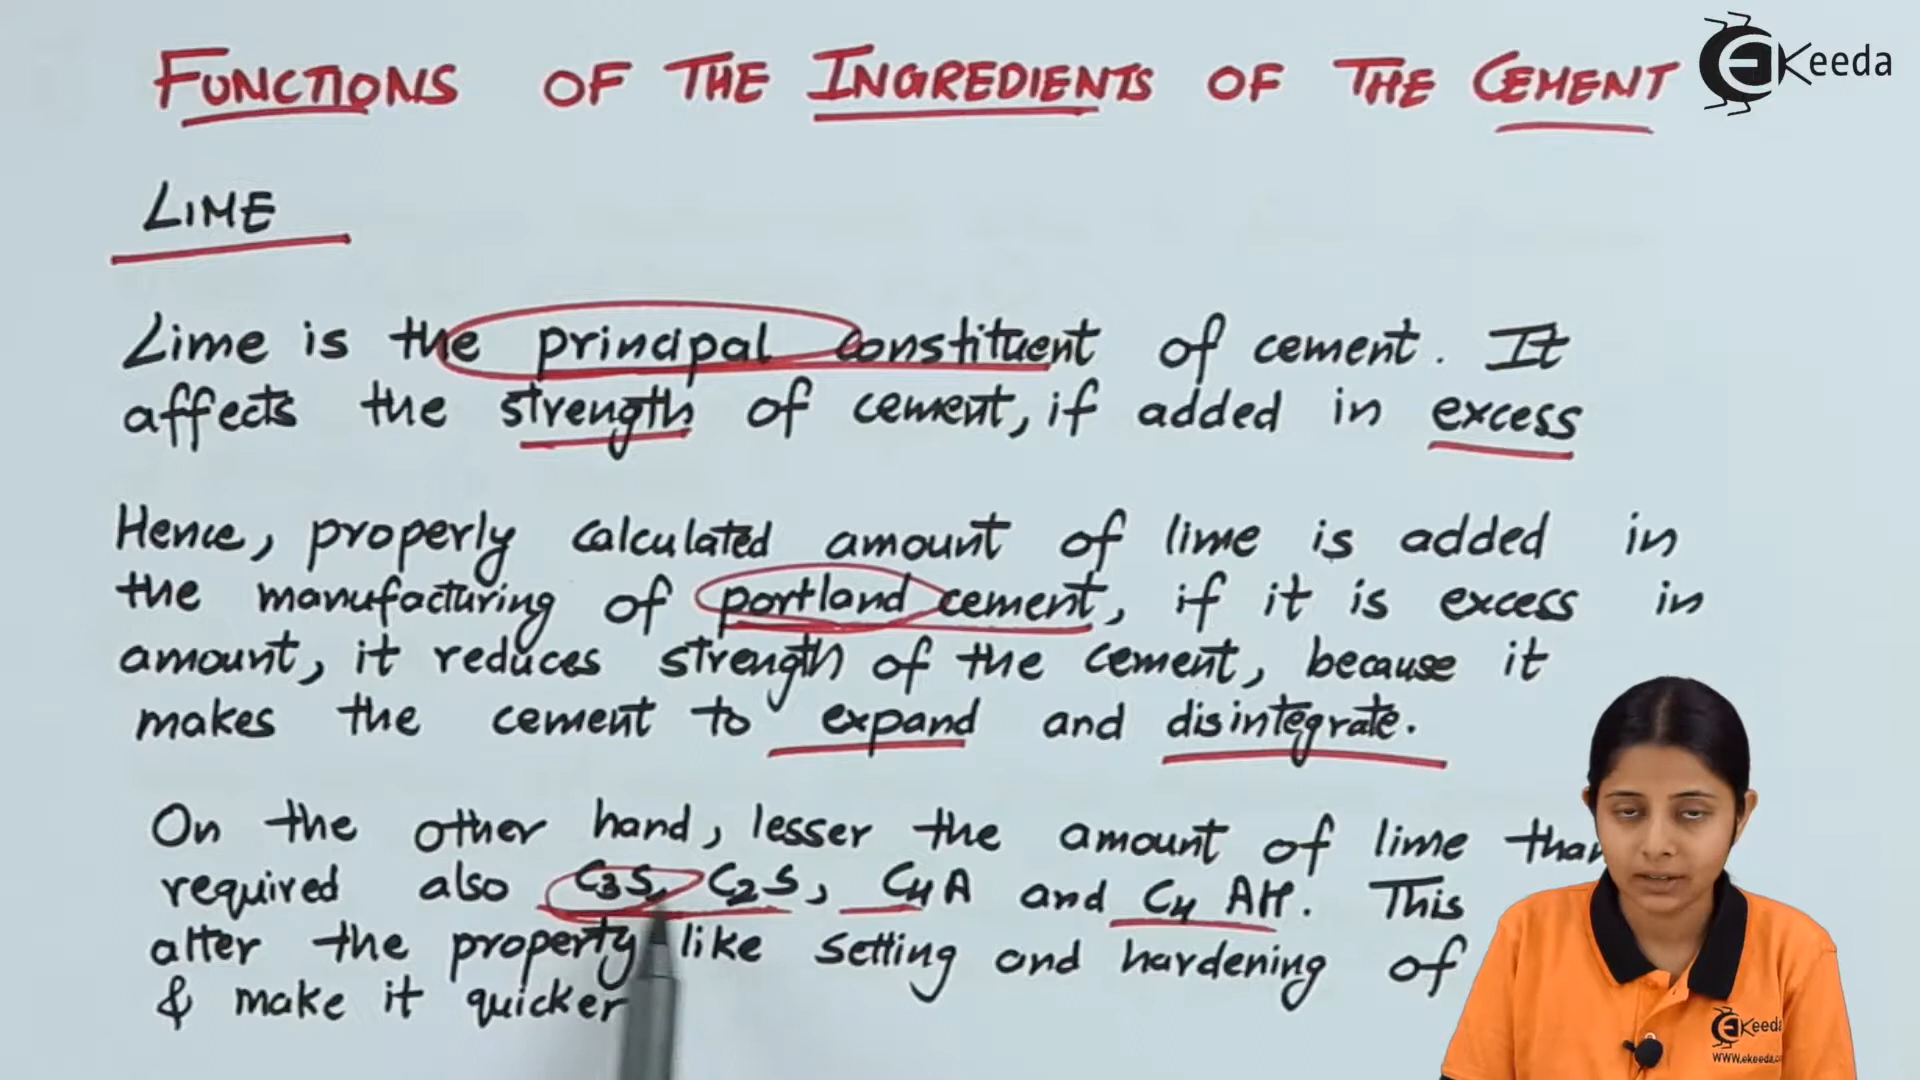 FUNCTIONS OF THE INGREDIENTS OF THE CEMENT
Keeda
LIME
Lime is the principal constituent of cement. It
affects the strength of cement, if added in excess
Hence, properly calculated amount of lime is added in
the manufacturing of portland cement, if it is excess in
amount, it reduces strength of the cement, because it
makes the cement to expand and disintegrate.
On the other hand, lesser the amount of lime than
required also C3S, C2S, C4A and C4 AH. This
alter the property like setting and hardening of
& make it quicker
Keeda
www.ekeeda.co